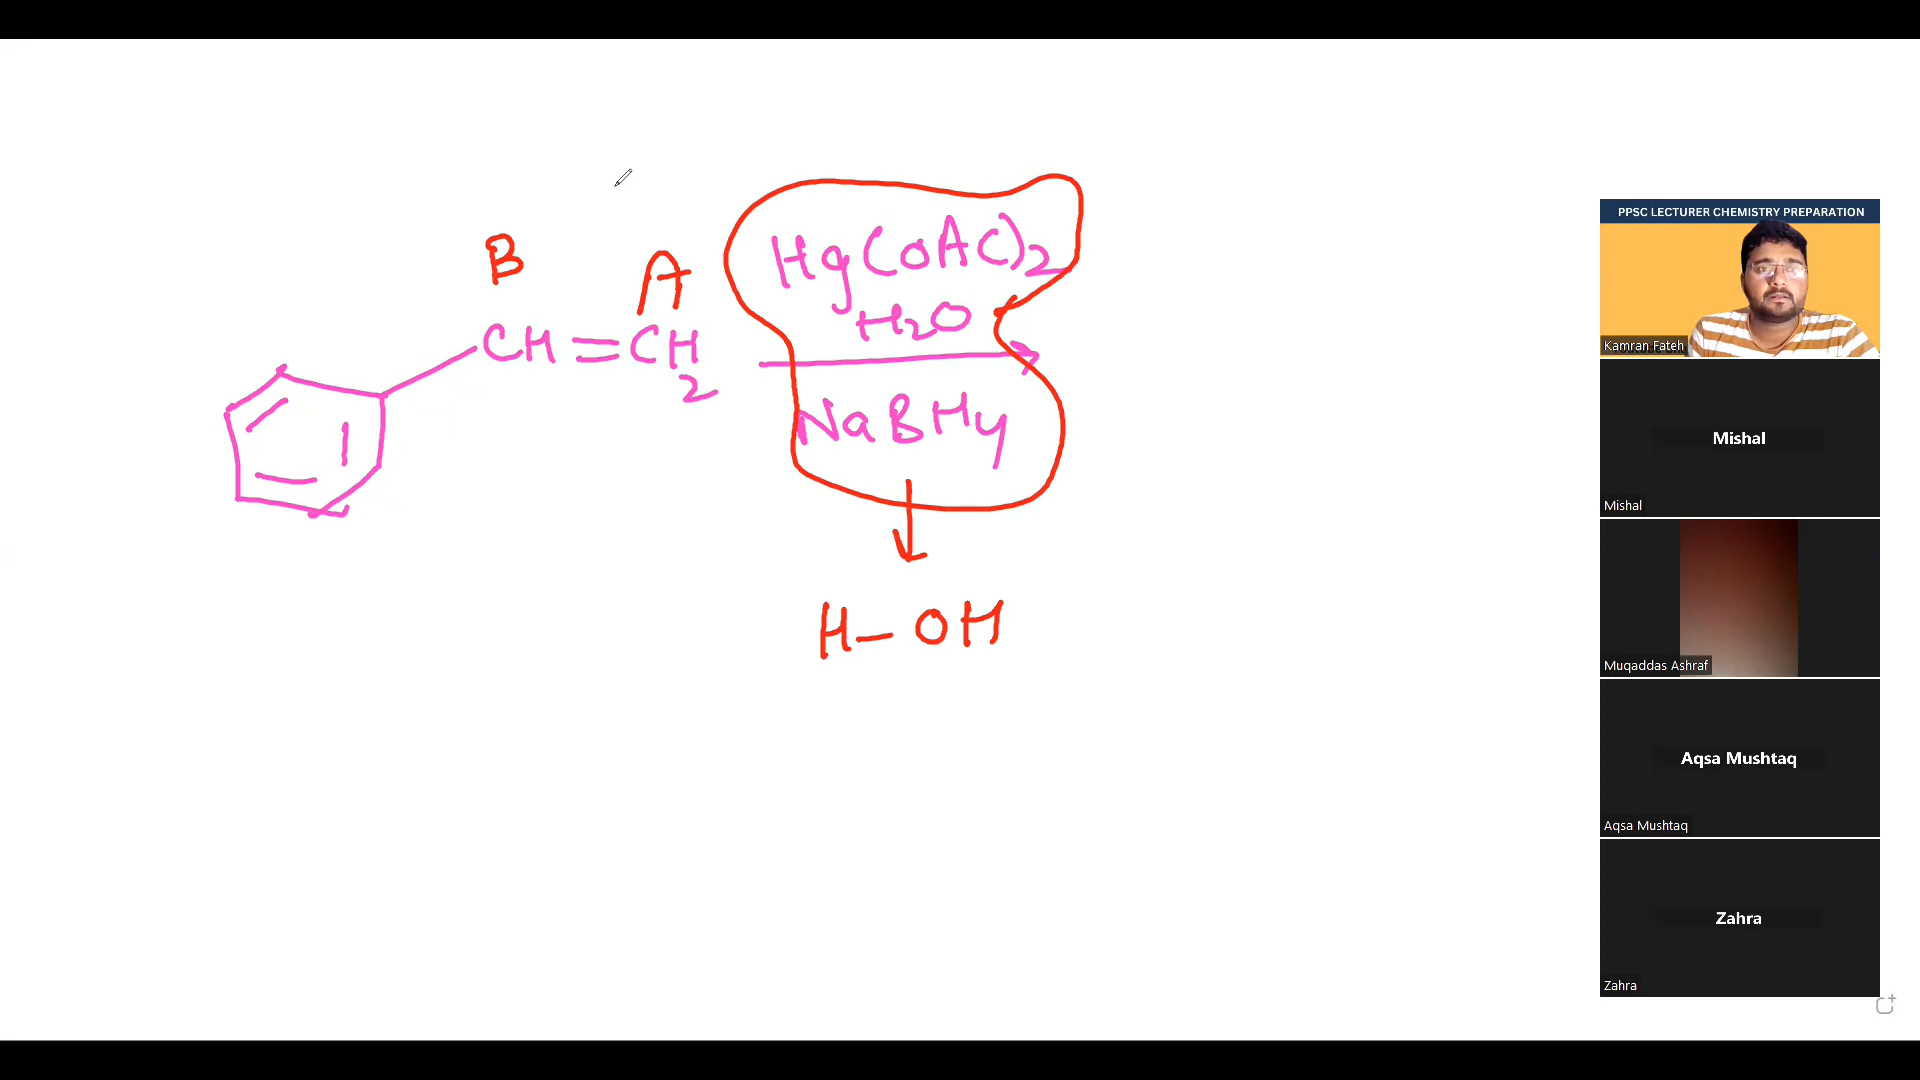 B
A
Hg(OAC)2
H2O
CH=CH2
NaBH4
H-OH
PPSC LECTURER CHEMISTRY PREPARATION
Kamran Fateh
Mishal
Mishal
Muqaddas Ashraf
Aqsa Mushtaq
Aqsa Mushtaq
Zahra
Zahra